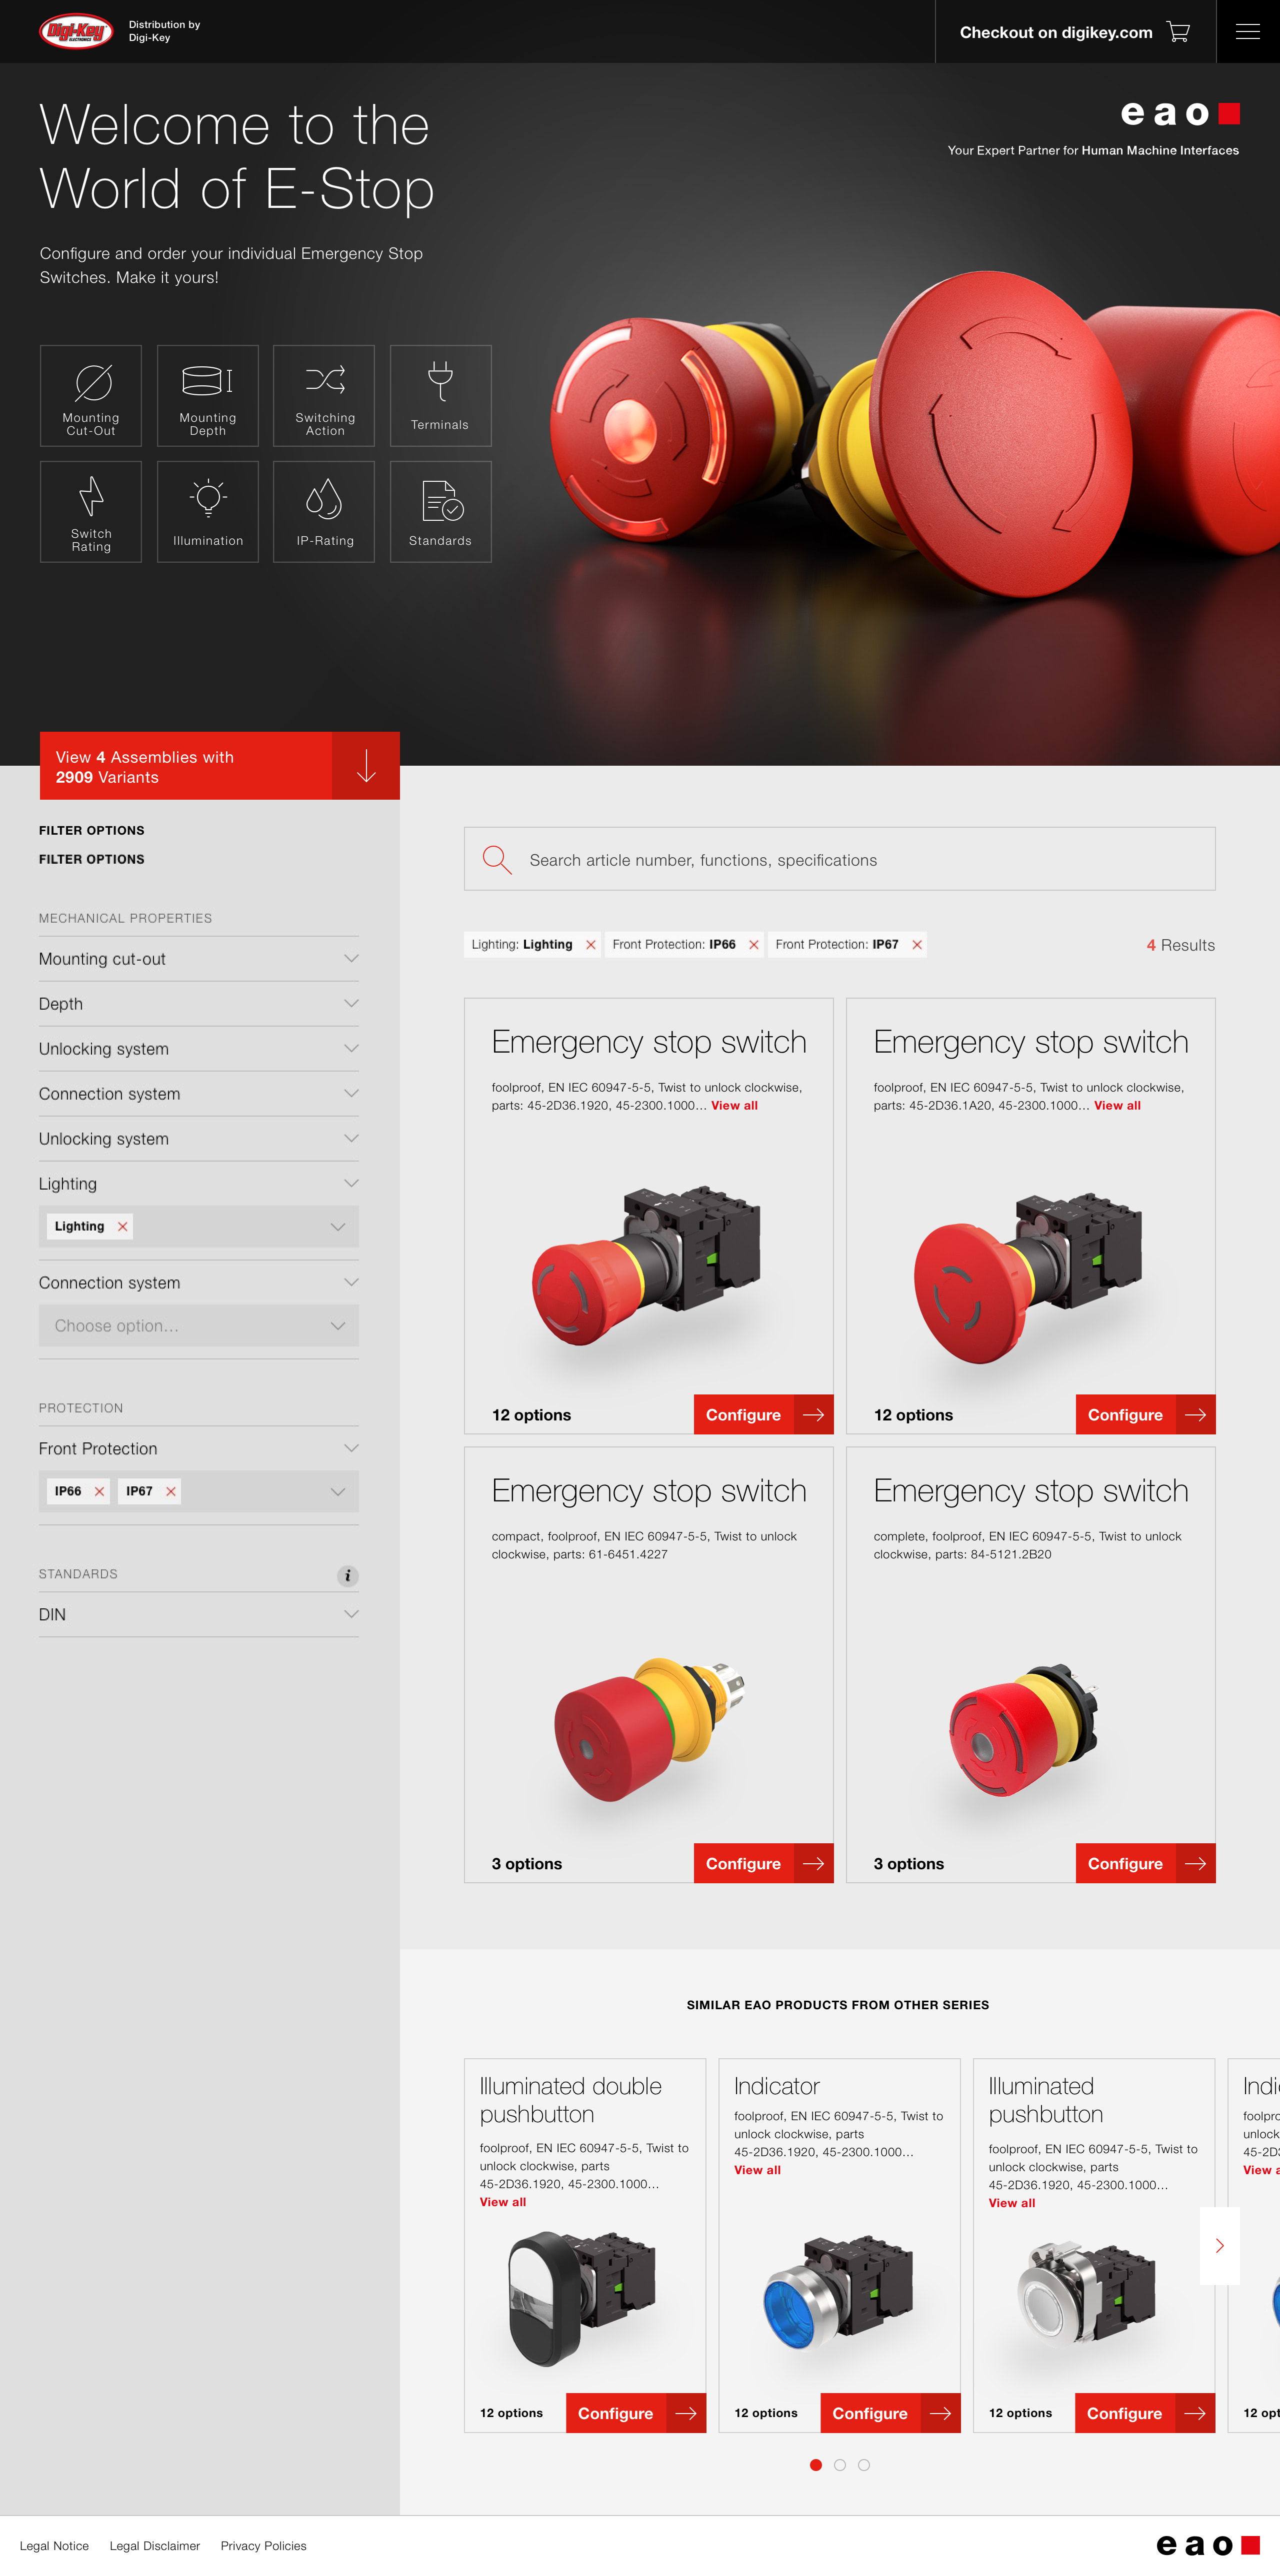 Digi-Key
ELECTRONICS
Distribution by
Digi-Key
Checkout on digikey.com
Welcome to the
World of E-Stop
eao
Your Expert Partner for Human Machine Interfaces
Configure and order your individual Emergency Stop
Switches. Make it yours!
Mounting
Cut-Out
Mounting
Depth
Switching
Action
Terminals
Switch
Rating
Illumination
IP-Rating
Standards
View 4 Assemblies with
2909 Variants
FILTER OPTIONS
FILTER OPTIONS
MECHANICAL PROPERTIES
Mounting cut-out
Depth
Unlocking system
Connection system
Unlocking system
Lighting
Lighting
Connection system
Choose option...
PROTECTION
Front Protection
IP66 IP67
STANDARDS i
DIN
Search article number, functions, specifications
Lighting: Lighting Front Protection: IP66 Front Protection: IP67 4 Results
Emergency stop switch
foolproof, EN IEC 60947-5-5, Twist to unlock clockwise,
parts: 45-2D36.1920, 45-2300.1000... View all
12 options Configure
Emergency stop switch
foolproof, EN IEC 60947-5-5, Twist to unlock clockwise,
parts: 45-2D36.1A20, 45-2300.1000... View all
12 options Configure
Emergency stop switch
compact, foolproof, EN IEC 60947-5-5, Twist to unlock
clockwise, parts: 61-6451.4227
3 options Configure
Emergency stop switch
complete, foolproof, EN IEC 60947-5-5, Twist to unlock
clockwise, parts: 84-5121.2B20
3 options Configure
SIMILAR EAO PRODUCTS FROM OTHER SERIES
Illuminated double
pushbutton
foolproof, EN IEC 60947-5-5, Twist to
unlock clockwise, parts
45-2D36.1920, 45-2300.1000...
View all
12 options Configure
Indicator
foolproof, EN IEC 60947-5-5, Twist to
unlock clockwise, parts
45-2D36.1920, 45-2300.1000...
View all
12 options Configure
Illuminated
pushbutton
foolproof, EN IEC 60947-5-5, Twist to
unlock clockwise, parts
45-2D36.1920, 45-2300.1000...
View all
12 options Configure
Indi
foolpro
unlock
45-2D3
View a
12 opt
Legal Notice Legal Disclaimer Privacy Policies
eao